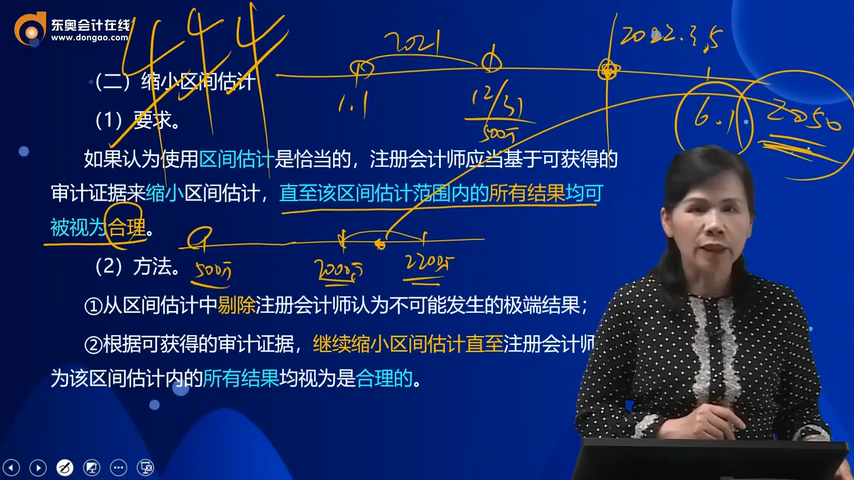 东奥会计在线
www.dongao.com
444
2021
2022.3.5
(二)缩小区间估计
1.1
12/31
500万
6.1
2050
(1)要求。
如果认为使用区间估计是恰当的,注册会计师应当基于可获得的
审计证据来缩小区间估计,直至该区间估计范围内的所有结果均可
被视为合理。
(2)方法。
500万
2000万
2200万
①从区间估计中剔除注册会计师认为不可能发生的极端结果;
②根据可获得的审计证据,继续缩小区间估计直至注册会计师
为该区间估计内的所有结果均视为是合理的。